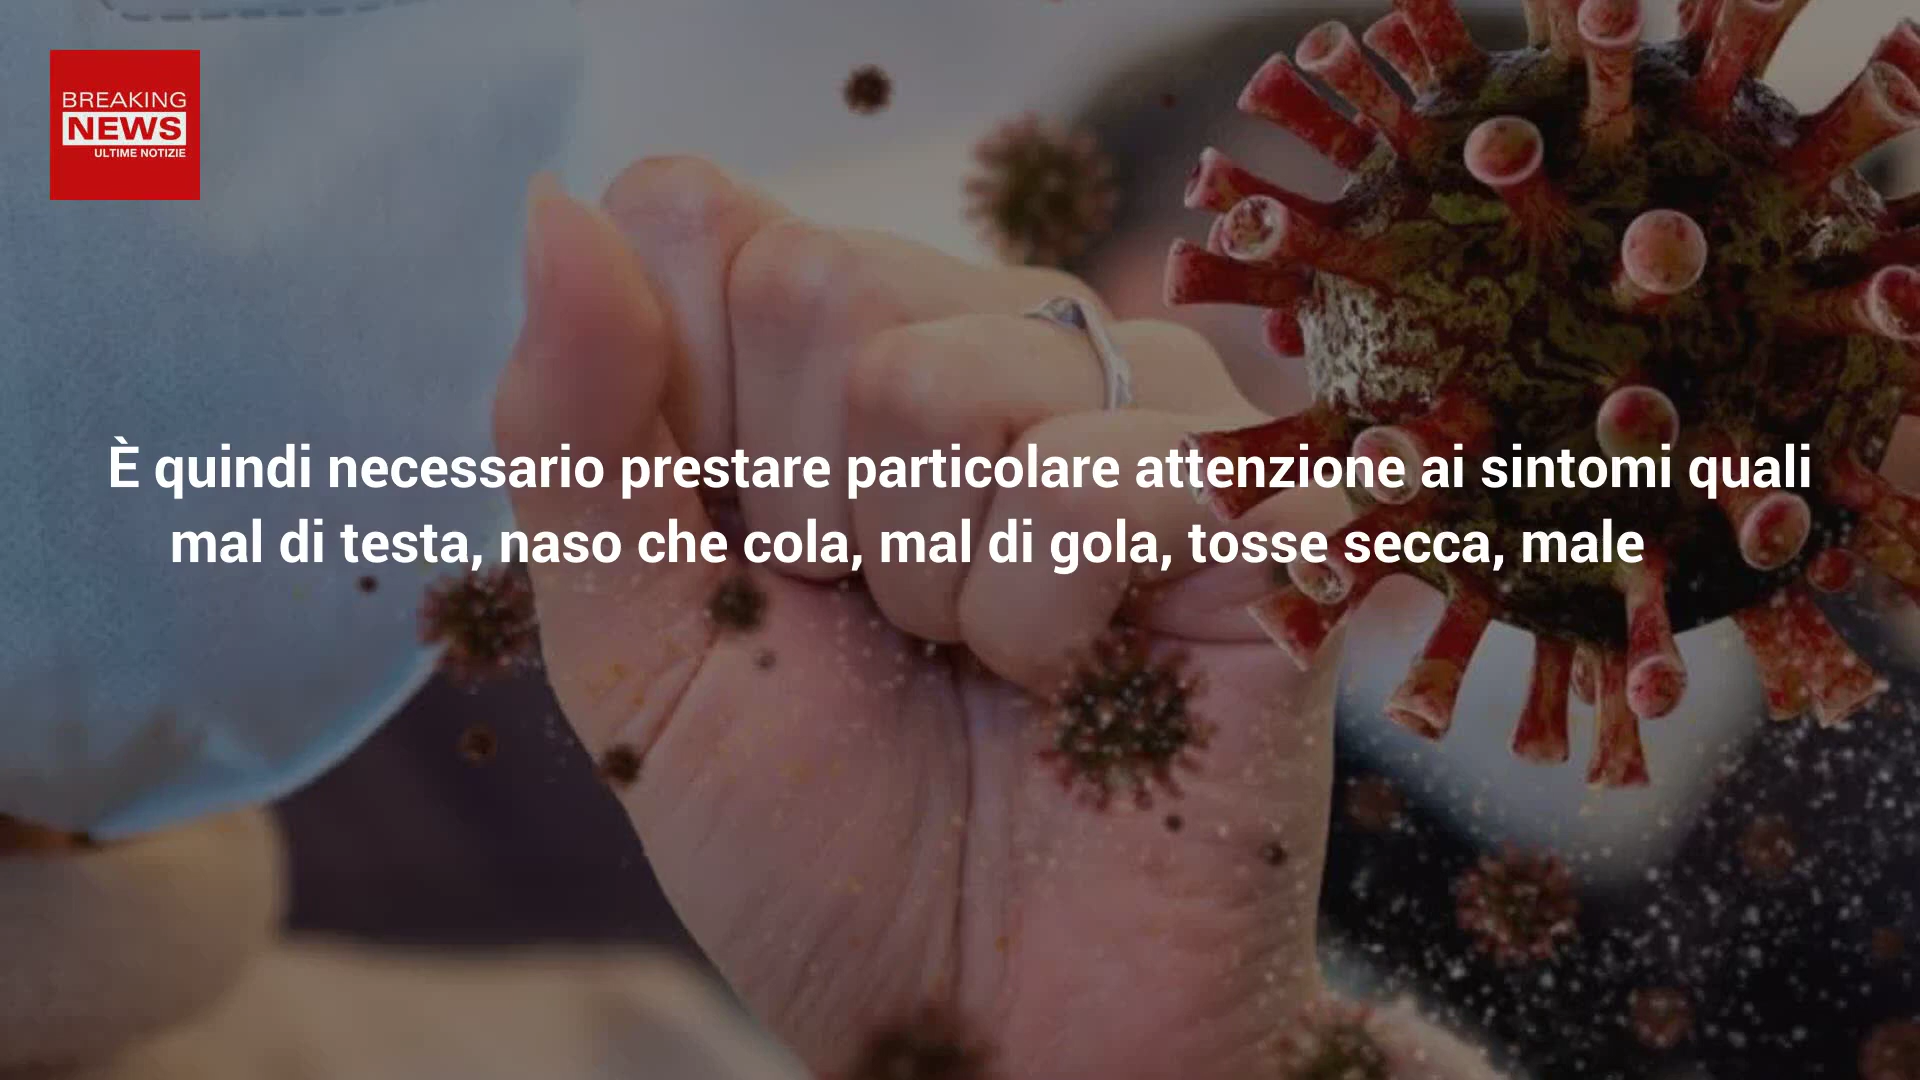 BREAKING
NEWS
ULTIME NOTIZIE
È quindi necessario prestare particolare attenzione ai sintomi quali
mal di testa, naso che cola, mal di gola, tosse secca, male